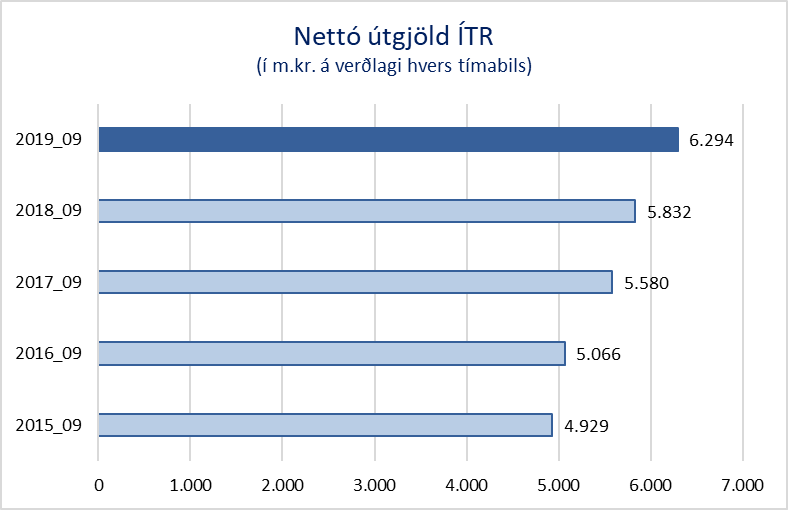 Nettó útgjöld ÍTR
(í m.kr. á verðlagi hvers tímabils)
2019_09 6.294
2018_09 5.832
2017_09 5.580
2016_09 5.066
2015_09 4.929
0 1.000 2.000 3.000 4.000 5.000 6.000 7.000